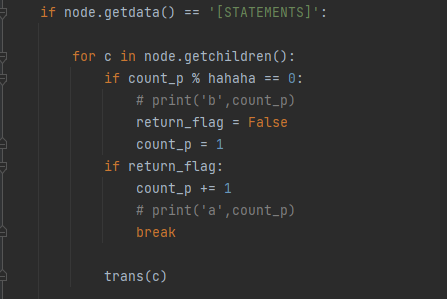 if node.getdata() == '[STATEMENTS]':
for c in node.getchildren():
if count_p % hahaha == 0:
# print('b',count_p)
return_flag = False
count_p = 1
if return_flag:
count_p += 1
# print('a',count_p)
break
trans(c)